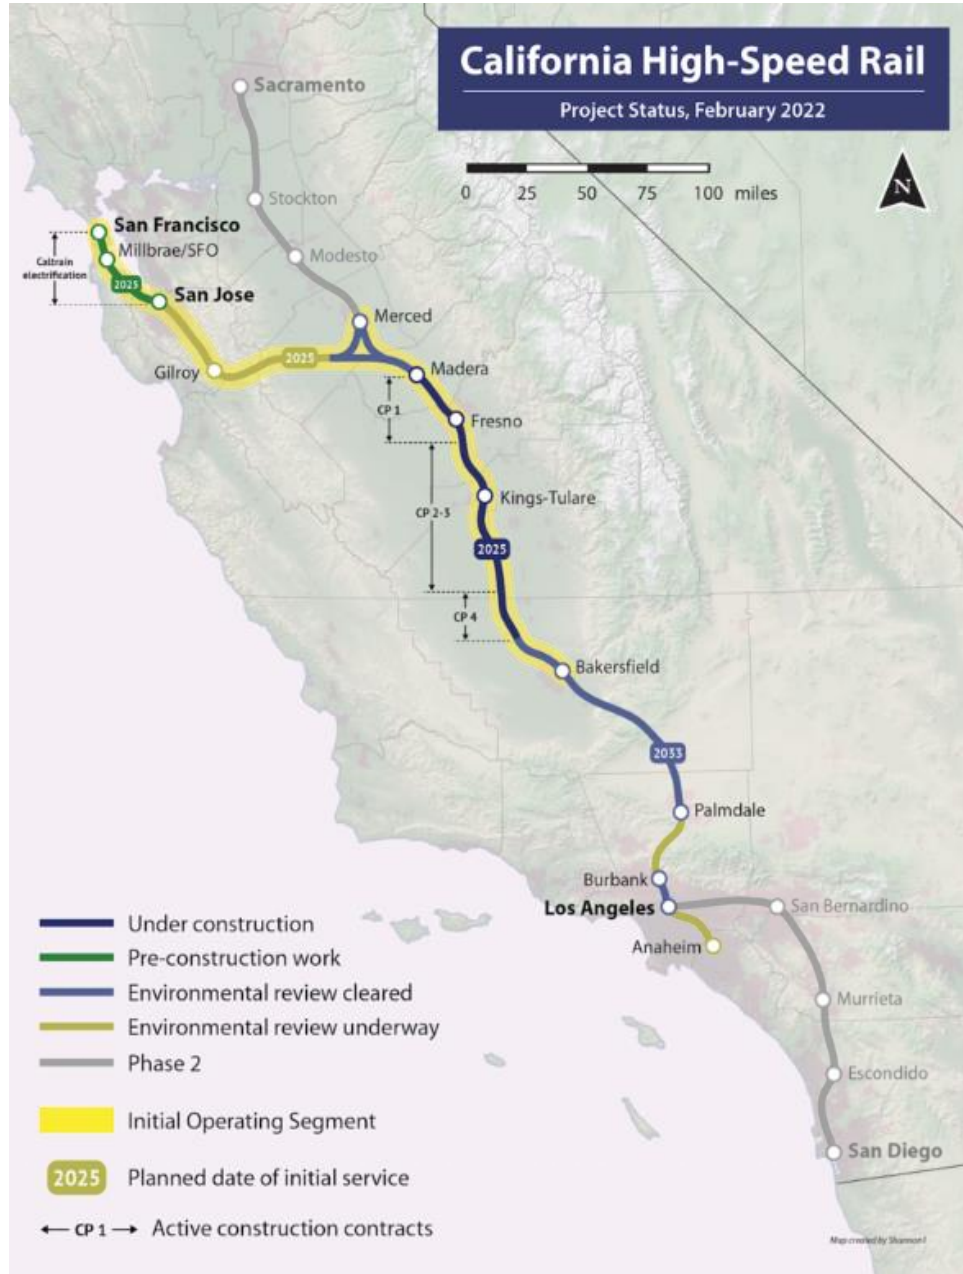 California High-Speed Rail
Project Status, February 2022
0 25 50 75 100 miles
N
Sacramento
Stockton
Modesto
San Francisco
Millbrae/SFO
Caltrain
electrification
2025
San Jose
Merced
2025
Gilroy
Madera
CP 1
Fresno
Kings-Tulare
CP 2-3
2025
CP 4
Bakersfield
2033
Palmdale
Burbank
Los Angeles
San Bernardino
Anaheim
Murrieta
Escondido
San Diego
Under construction
Pre-construction work
Environmental review cleared
Environmental review underway
Phase 2
Initial Operating Segment
2025 Planned date of initial service
CP 1 Active construction contracts
Map created by Shannon1